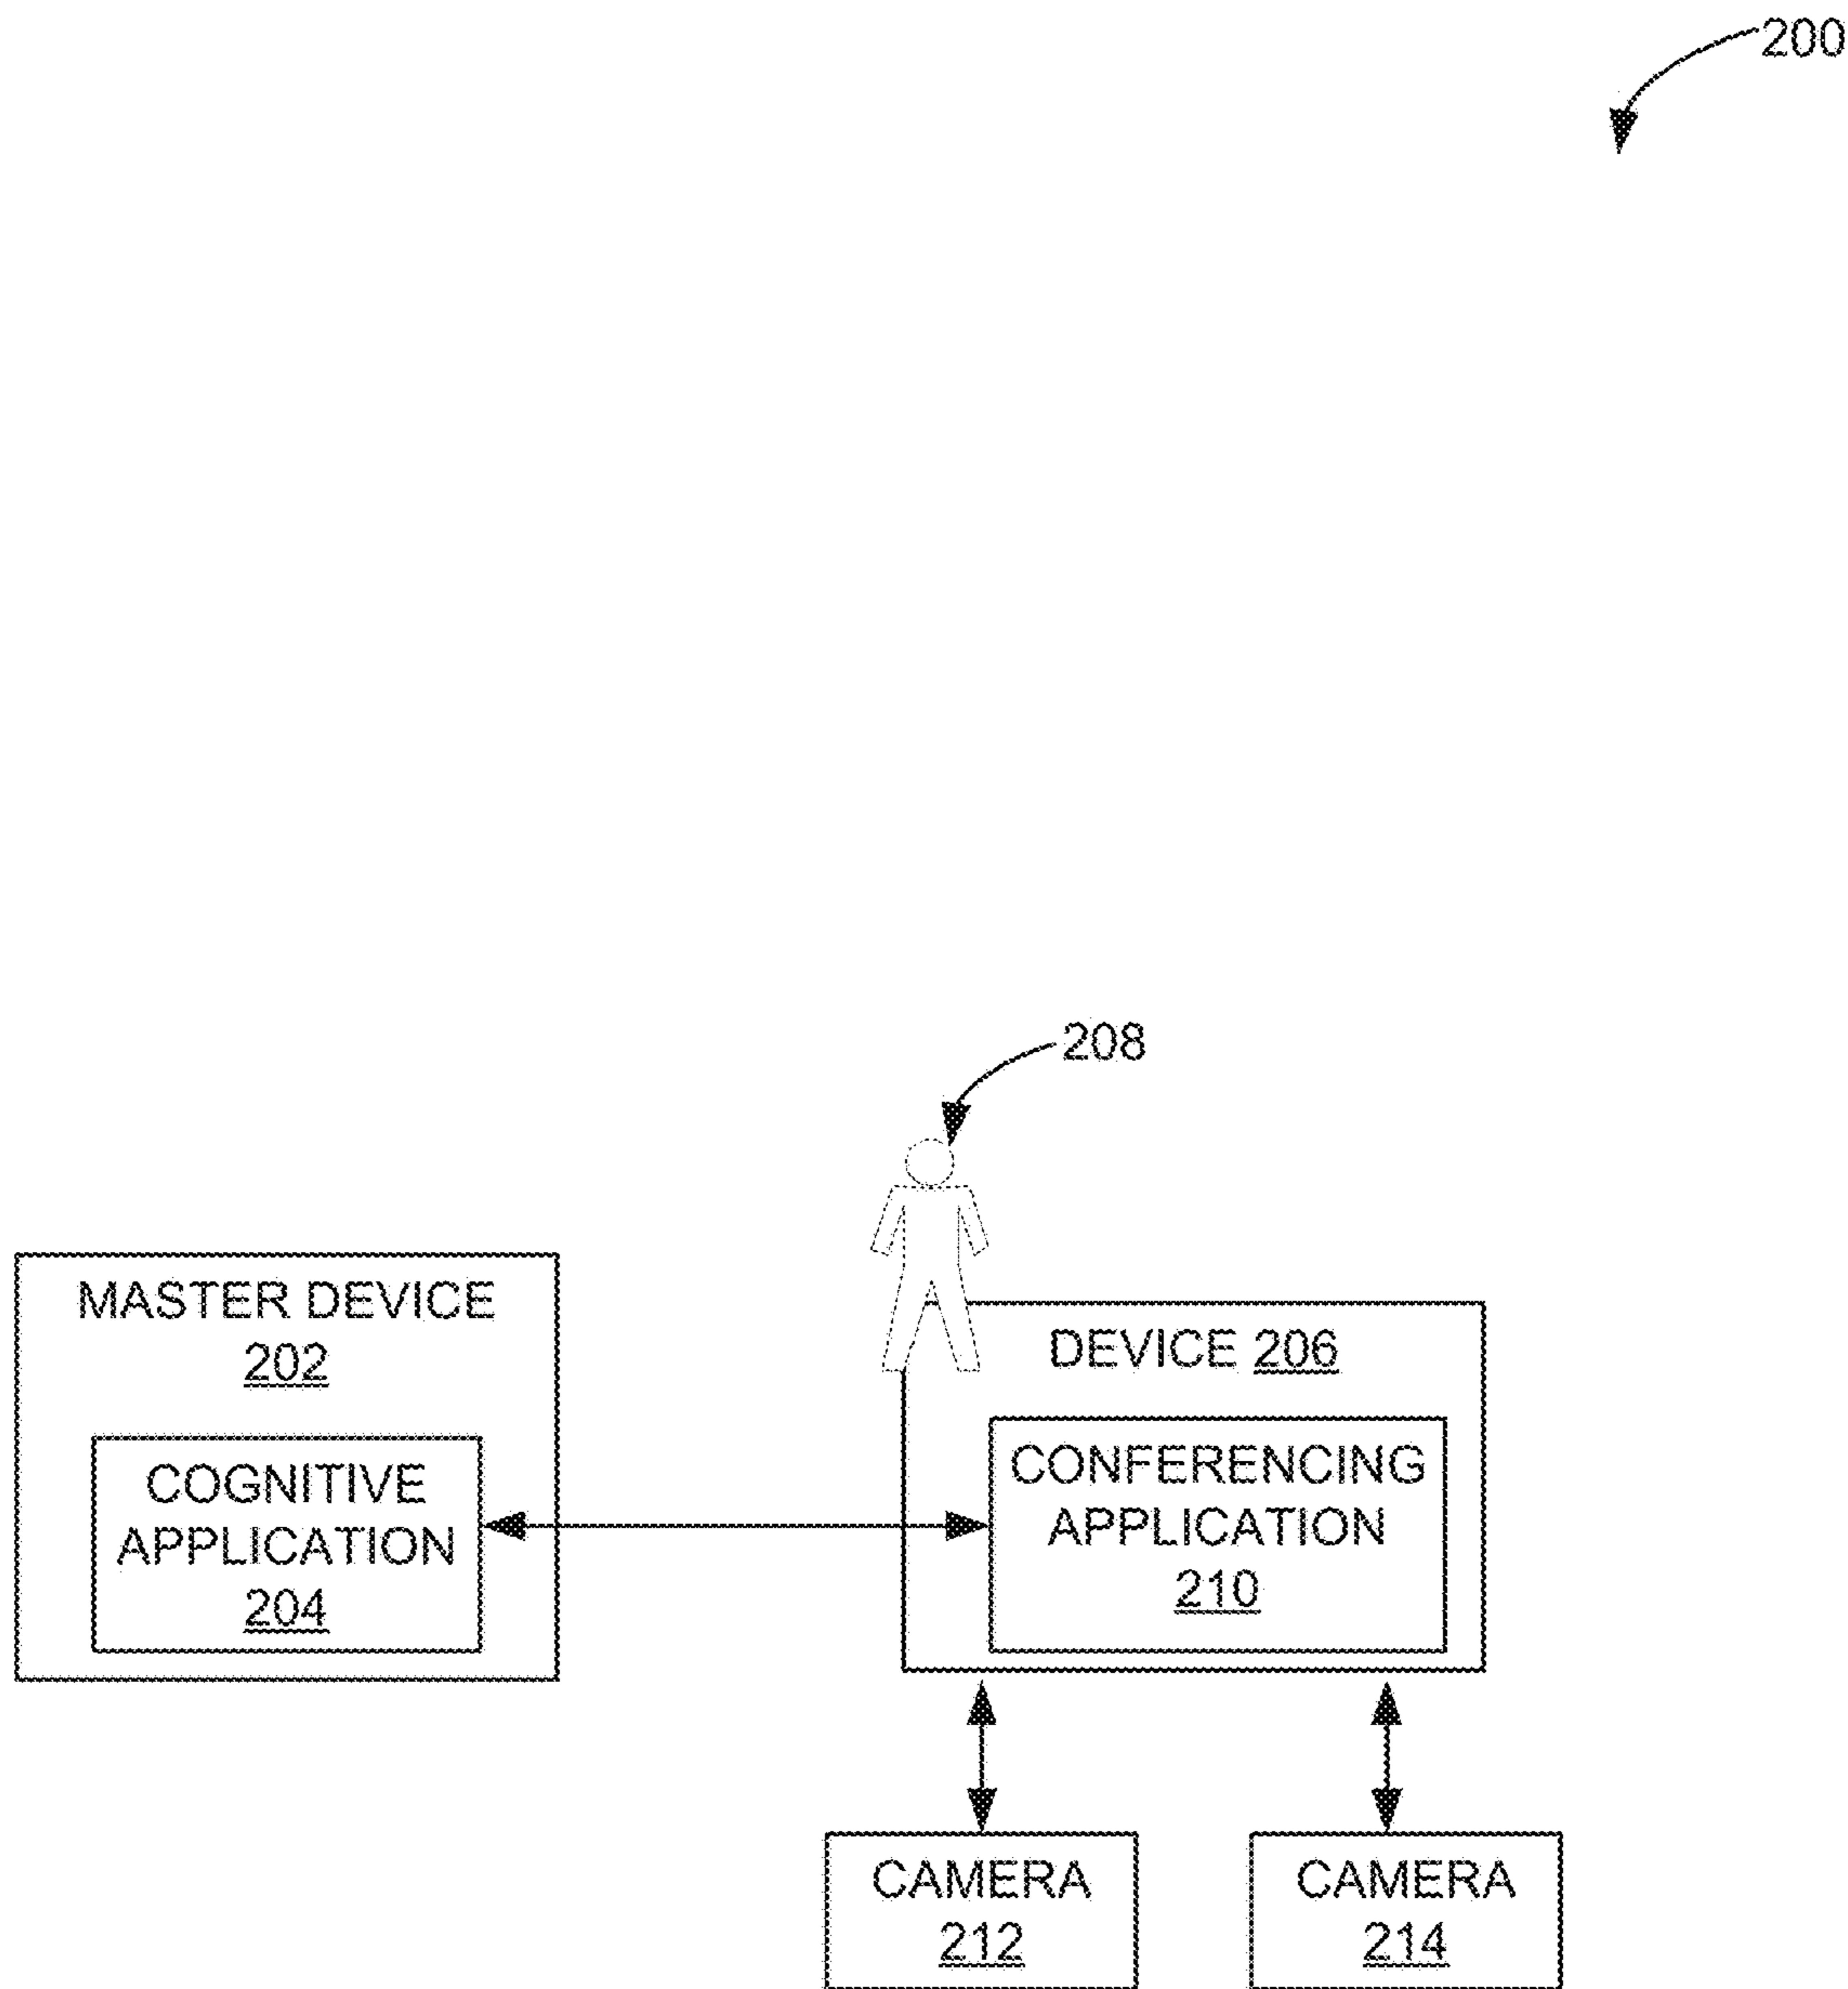 200
208
MASTER DEVICE
202
COGNITIVE
APPLICATION
204
DEVICE 206
CONFERENCING
APPLICATION
210
CAMERA
212
CAMERA
214